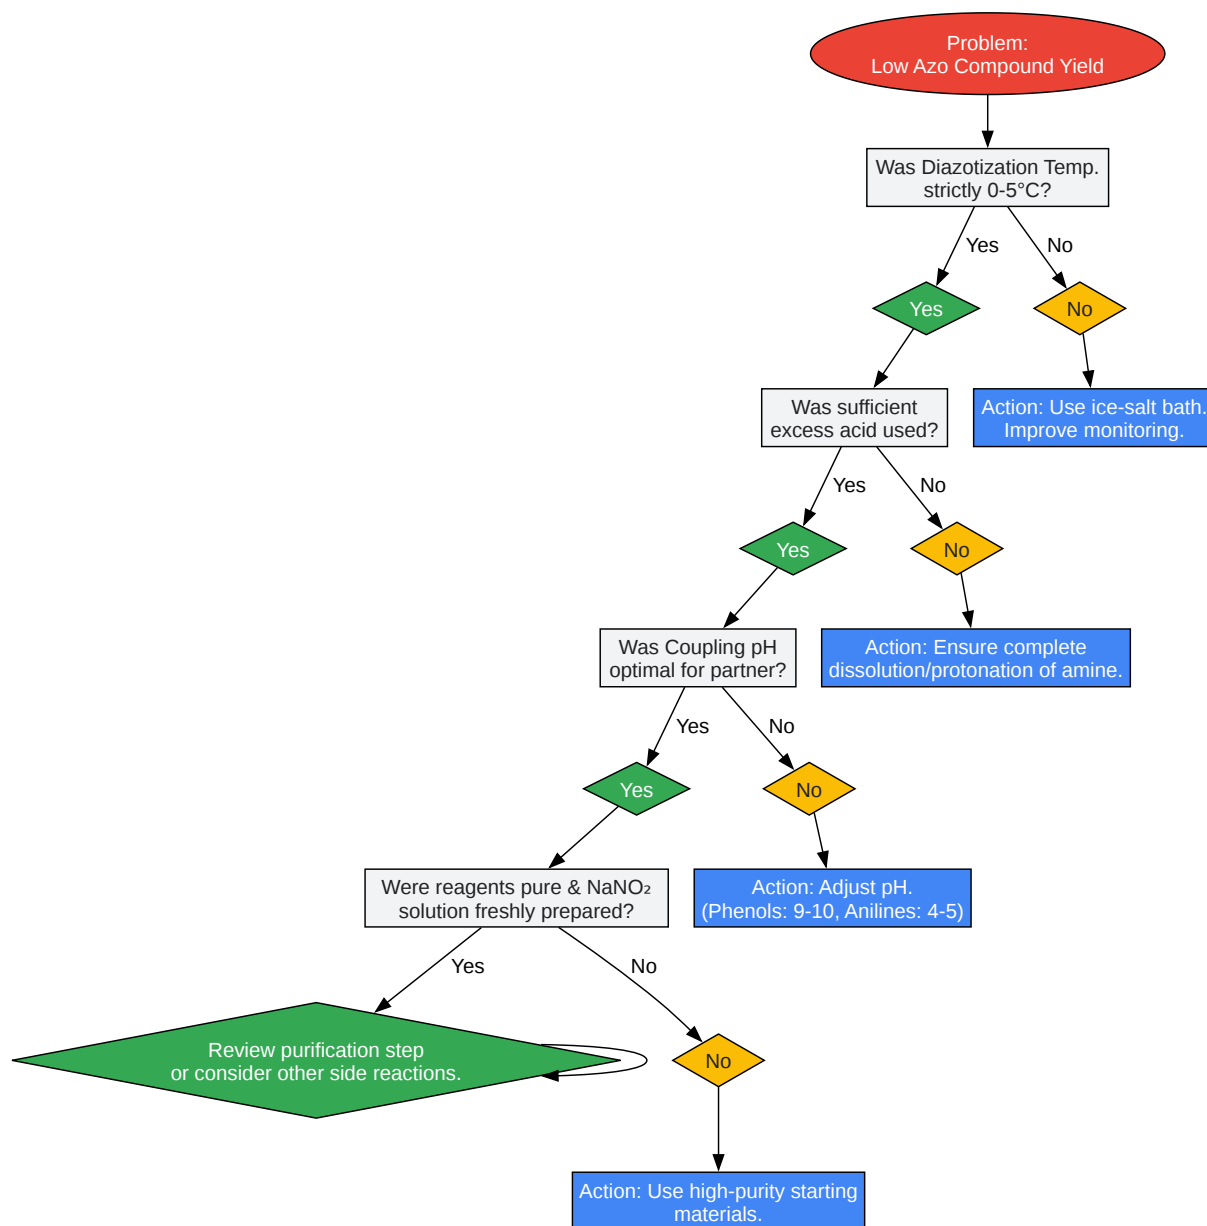 Problem:
Low Azo Compound Yield
Was Diazotization Temp.
strictly 0-5°C?
Yes
No
Yes
No
Was sufficient
excess acid used?
Action: Use ice-salt bath.
Improve monitoring.
Yes
No
Yes
No
Was Coupling pH
optimal for partner?
Action: Ensure complete
dissolution/protonation of amine.
Yes
No
Yes
No
Were reagents pure & NaNO₂
solution freshly prepared?
Action: Adjust pH.
(Phenols: 9-10, Anilines: 4-5)
Yes
No
Review purification step
or consider other side reactions.
No
Action: Use high-purity starting
materials.